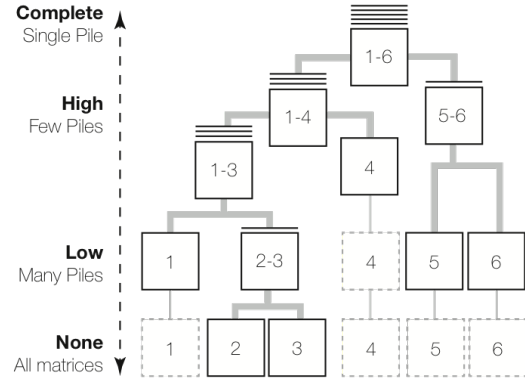 Complete
Single Pile
1-6
High
Few Piles
1-4
5-6
1-3
4
Low
Many Piles
1
2-3
4
5
6
None
All matrices
1
2
3
4
5
6